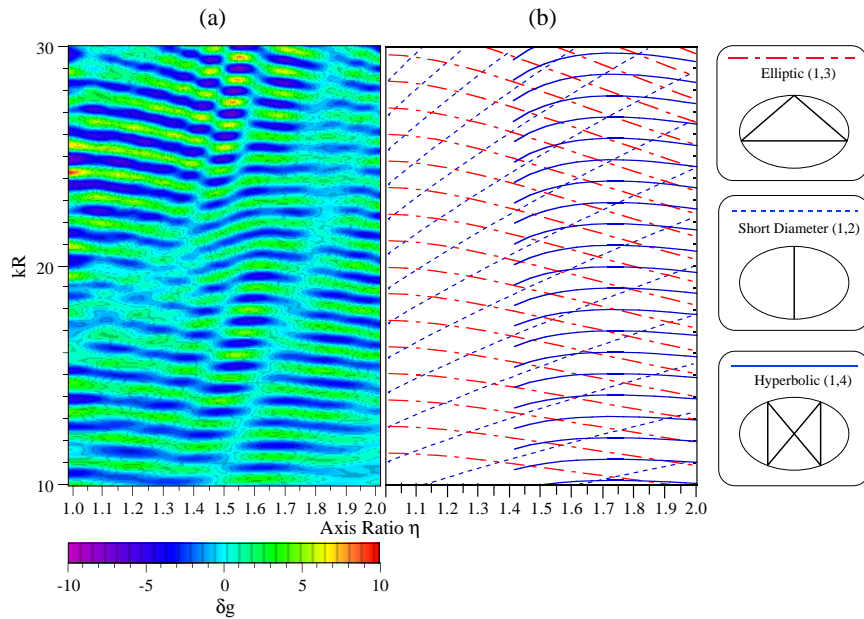 (a)
(b)
30
20
10
kR
1.0 1.1 1.2 1.3 1.4 1.5 1.6 1.7 1.8 1.9 2.0
1.0 1.1 1.2 1.3 1.4 1.5 1.6 1.7 1.8 1.9 2.0
Axis Ratio η
-10 -5 0 5 10
δg
Elliptic (1,3)
Short Diameter (1,2)
Hyperbolic (1,4)